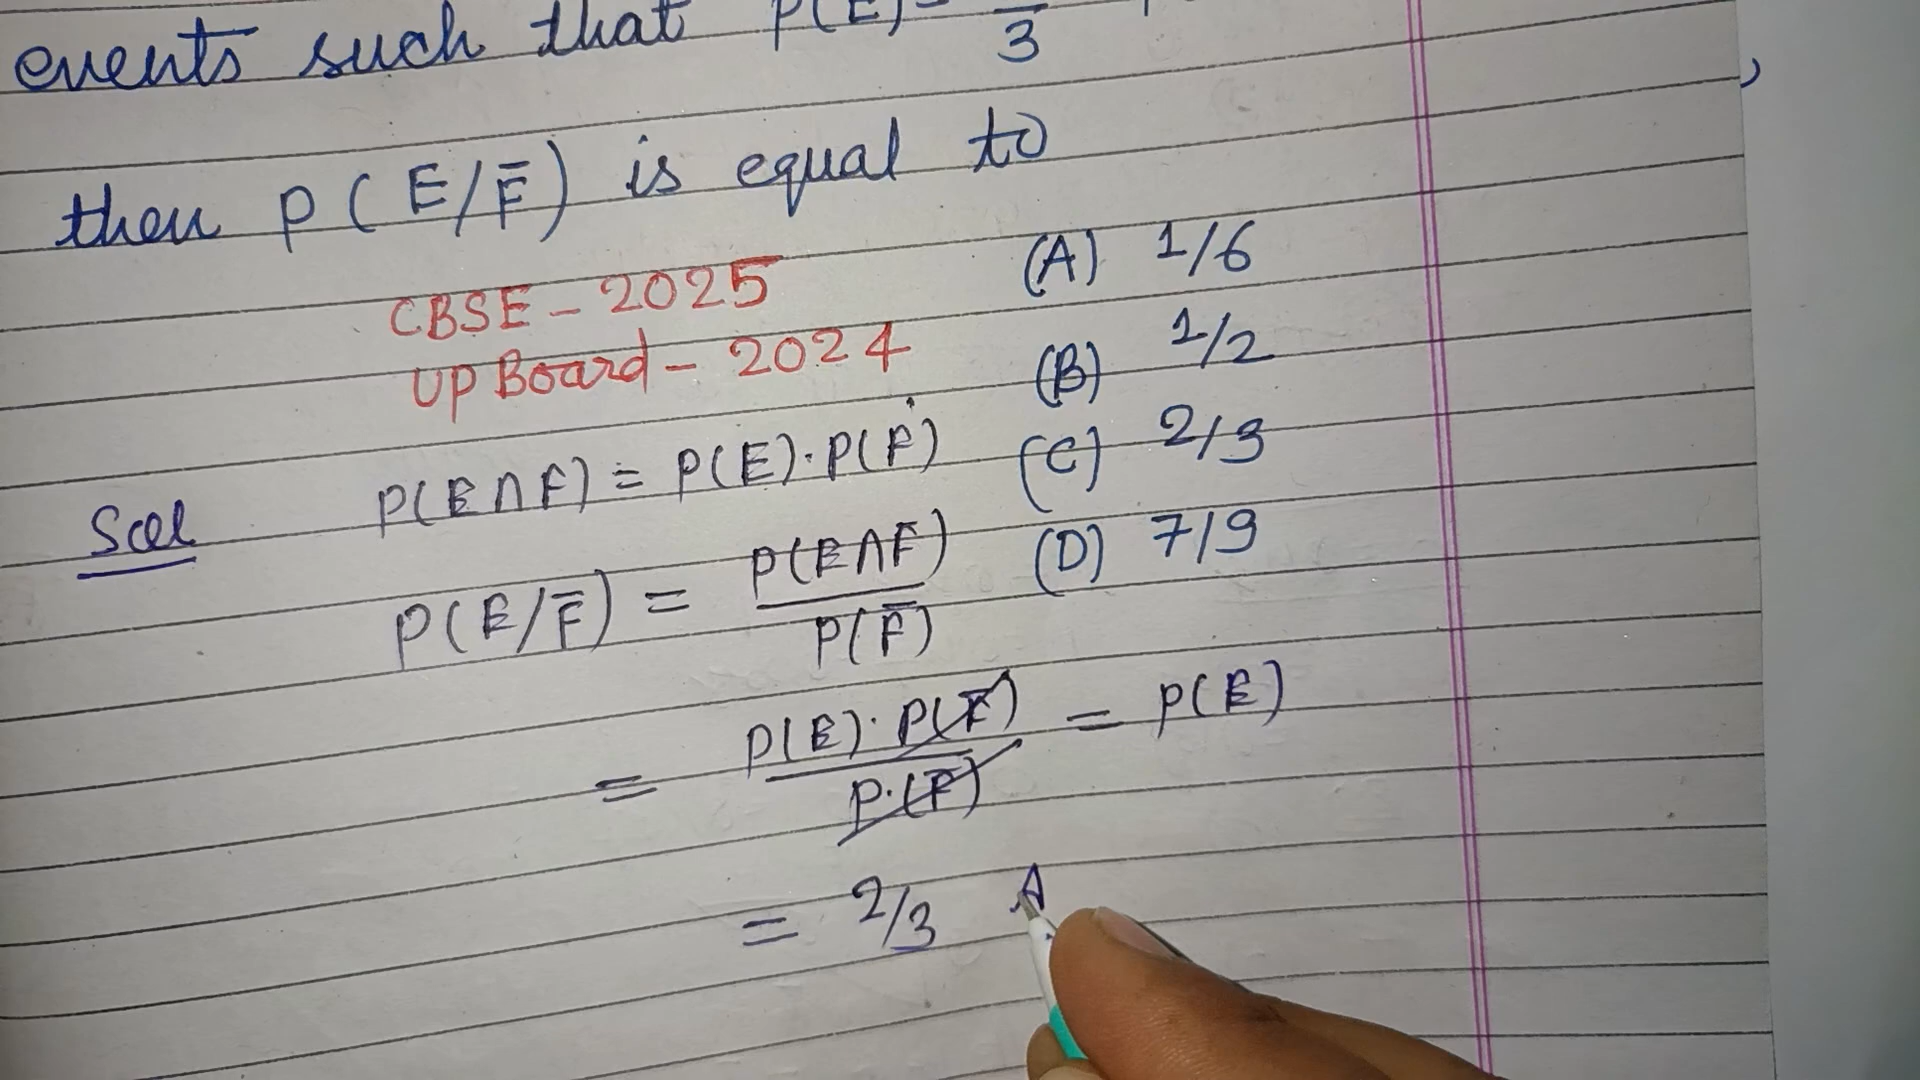 events such that P(E)= /3
then P(E/F̅) is equal to
CBSE - 2025
UP Board - 2024
(A) 1/6
(B) 1/2
(C) 2/3
(D) 7/9
Sol
P(E∩F) = P(E).P(F)
P(E/F̅) = P(E∩F̅)/P(F̅)
= P(E).P(F̅)/P.(F̅) = P(E)
= 2/3 A